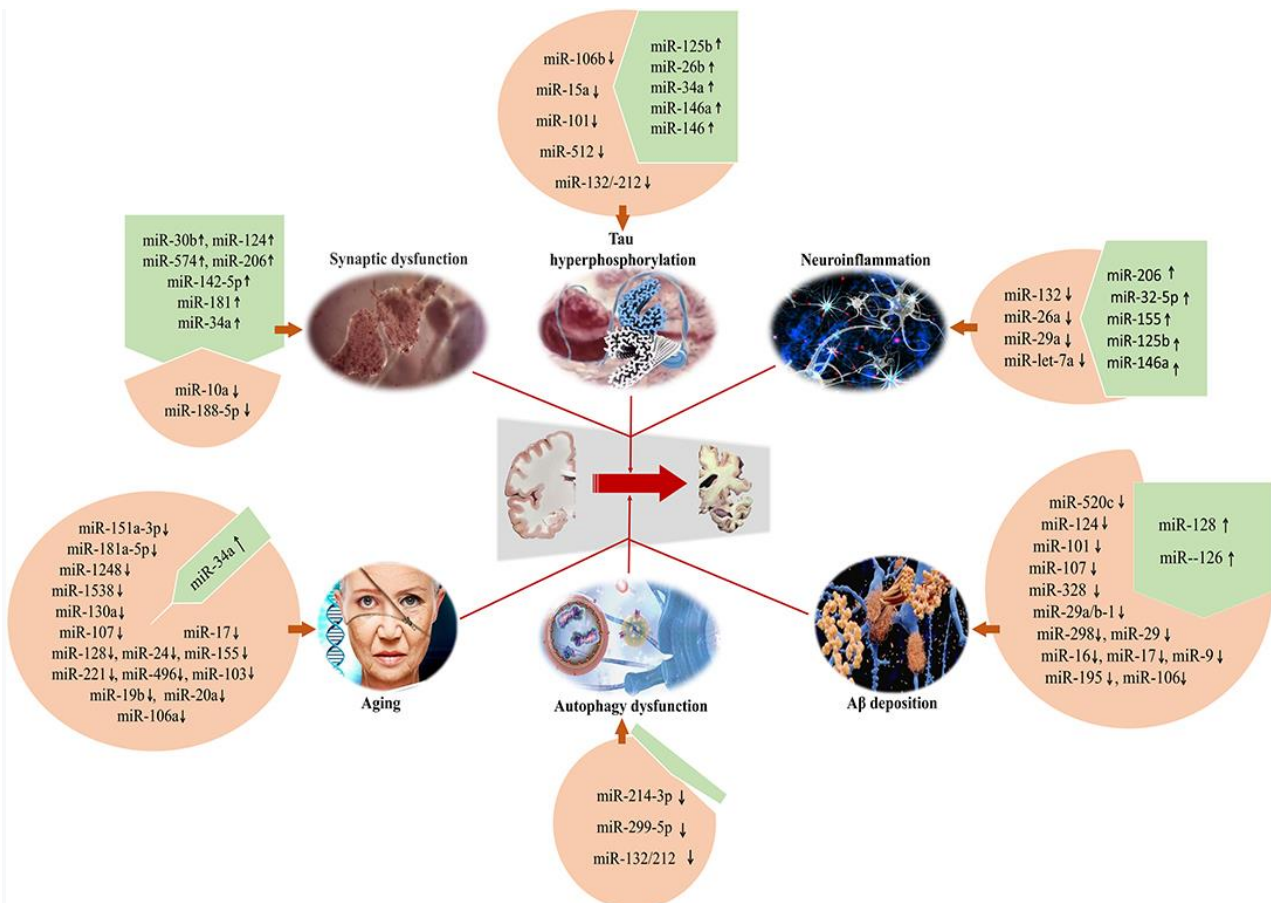 miR-106b↓
miR-15a ↓
miR-101↓
miR-512 ↓
miR-132/-212 ↓
miR-125b↑
miR-26b ↑
miR-34a ↑
miR-146a ↑
miR-146 ↑
Tau
hyperphosphorylation
miR-30b↑, miR-124↑
miR-574↑, miR-206↑
miR-142-5p↑
miR-181 ↑
miR-34a ↑
miR-10a ↓
miR-188-5p ↓
Synaptic dysfunction
Neuroinflammation
miR-132 ↓
miR-26a ↓
miR-29a ↓
miR-let-7a ↓
miR-206 ↑
miR-32-5p ↑
miR-155 ↑
miR-125b↑
miR-146a ↑
miR-151a-3p↓
miR-181a-5p↓
miR-1248↓
miR-1538↓
miR-130a↓
miR-107↓ miR-17↓
miR-128↓, miR-24↓, miR-155↓
miR-221↓, miR-496↓, miR-103↓
miR-19b↓, miR-20a↓
miR-106a↓
miR-34a ↑
Aging
Autophagy dysfunction
miR-214-3p ↓
miR-299-5p ↓
miR-132/212 ↓
Aβ deposition
miR-520c↓
miR-124 ↓
miR-101 ↓
miR-107 ↓
miR-328 ↓
miR-29a/b-1↓
miR-298↓, miR-29 ↓
miR-16↓, miR-17↓, miR-9↓
miR-195 ↓, miR-106↓
miR-128 ↑
miR--126 ↑